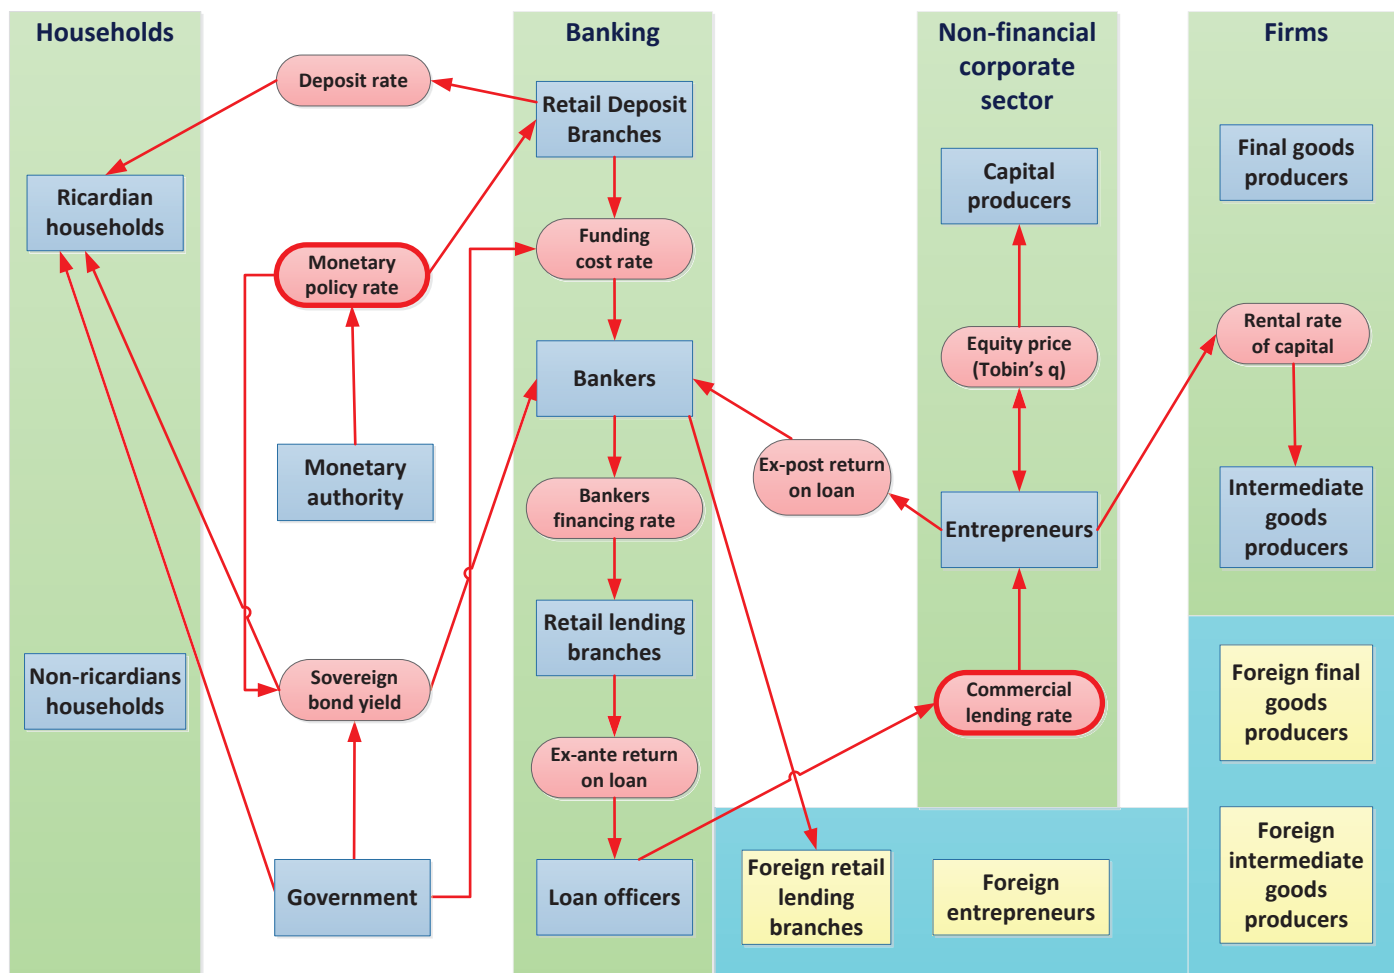 Households
Banking
Non-financial
corporate
sector
Firms
Deposit rate
Retail Deposit
Branches
Final goods
producers
Capital
producers
Ricardian
households
Funding
cost rate
Monetary
policy rate
Rental rate
of capital
Equity price
(Tobin's q)
Bankers
Monetary
authority
Ex-post return
on loan
Bankers
financing rate
Intermediate
goods
producers
Entrepreneurs
Retail lending
branches
Non-ricardians
households
Sovereign
bond yield
Commercial
lending rate
Foreign final
goods
producers
Ex-ante return
on loan
Government
Loan officers
Foreign retail
lending
branches
Foreign
entrepreneurs
Foreign
intermediate
goods
producers